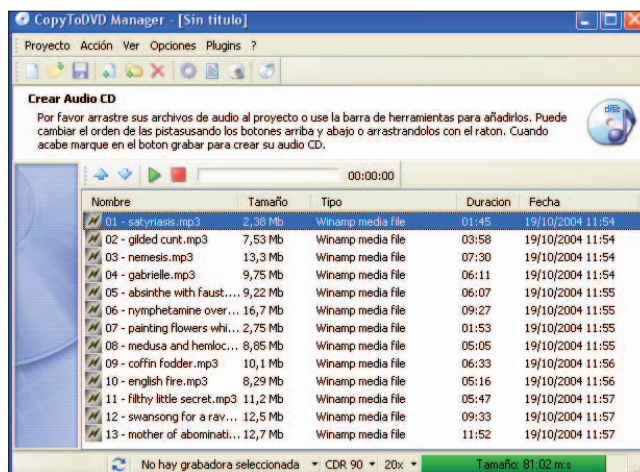 CopyToDVD Manager - [Sin titulo]
Proyecto Acción Ver Opciones Plugins ?
Crear Audio CD
Por favor arrastre sus archivos de audio al proyecto o use la barra de herramientas para añadirlos. Puede
cambiar el orden de las pistasusando los botones arriba y abajo o arrastrandolos con el raton. Cuando
acabe marque en el boton grabar para crear su audio CD.
disc
00:00:00
Nombre Tamaño Tipo Duracion Fecha
01 - satyriasis.mp3 2,38 Mb Winamp media file 01:45 19/10/2004 11:54
02 - gilded cunt.mp3 7,53 Mb Winamp media file 03:58 19/10/2004 11:54
03 - nemesis.mp3 13,3 Mb Winamp media file 07:30 19/10/2004 11:54
04 - gabrielle.mp3 9,75 Mb Winamp media file 06:11 19/10/2004 11:54
05 - absinthe with faust.... 9,22 Mb Winamp media file 06:07 19/10/2004 11:55
06 - nymphetamine over... 16,7 Mb Winamp media file 09:27 19/10/2004 11:55
07 - painting flowers whi... 2,75 Mb Winamp media file 01:53 19/10/2004 11:55
08 - medusa and hemloc... 8,85 Mb Winamp media file 05:05 19/10/2004 11:55
09 - coffin fodder.mp3 10,1 Mb Winamp media file 06:33 19/10/2004 11:56
10 - english fire.mp3 8,29 Mb Winamp media file 05:16 19/10/2004 11:56
11 - filthy little secret.mp3 11,2 Mb Winamp media file 05:47 19/10/2004 11:57
12 - swansong for a rav... 12,5 Mb Winamp media file 09:33 19/10/2004 11:57
13 - mother of abominati... 12,7 Mb Winamp media file 11:52 19/10/2004 11:57
No hay grabadora seleccionada CDR 90 20x Tamaño: 81:02 m:s